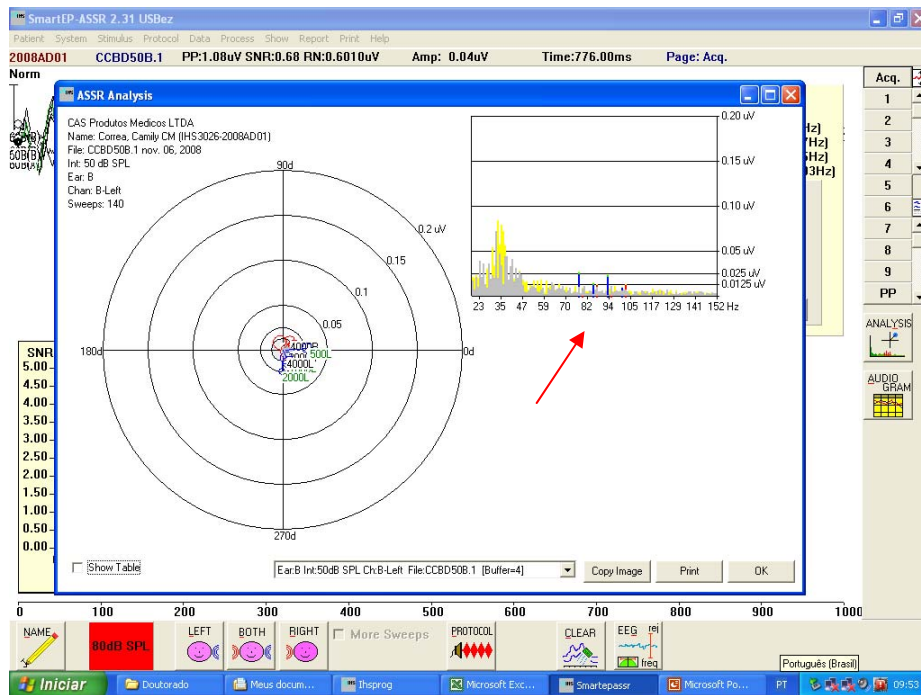 SmartEP-ASSR 2.31 USBez
Patient System Stimulus Protocol Data Process Show Report Print Help
2008AD01 CCBD50B.1 PP:1.08uV SNR:0.68 RN:0.6010uV Amp: 0.04uV Time:776.00ms Page: Acq.
Norm
Acq.
1
2
3
4
5
6
7
8
9
PP
ANALYSIS
AUDIO
GRAM
ASSR Analysis
CAS Produtos Medicos LTDA
Name: Correa, Camily CM (IHS3026-2008AD01)
File: CCBD50B.1 nov. 06, 2008
Int: 50 dB SPL
Ear: B
Chan: B-Left
Sweeps: 140
90d
0.2 uV
0.15
0.1
0.05
180d
0d
500L
4000L
2000L
270d
0.20 uV
0.15 uV
0.10 uV
0.05 uV
0.025 uV
0.0125 uV
23 35 47 59 70 82 94 105 117 129 141 152 Hz
Hz)
Hz)
Hz)
3Hz)
SNR
5.00
4.50
4.00
3.50
3.00
2.50
2.00
1.50
1.00
0.50
0.00
Show Table
Ear:B Int:50dB SPL Ch:B-Left File:CCBD50B.1 [Buffer=4]
Copy Image
Print
OK
0 100 200 300 400 500 600 700 800 900 1000
NAME
80dB SPL
LEFT
BOTH
RIGHT
More Sweeps
PROTOCOL
CLEAR
EEG rej
freq
Português (Brasil)
Iniciar
Doutorado
Meus docum...
Ihsprog
Microsoft Exc...
Smartepassr
Microsoft Po...
PT
09:53